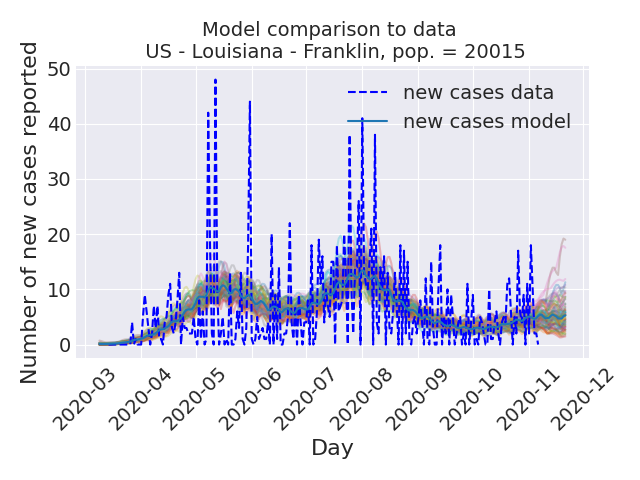 Model comparison to data
US - Louisiana - Franklin, pop. = 20015
Number of new cases reported
50
40
30
20
10
0
new cases data
new cases model
2020-03
2020-04
2020-05
2020-06
2020-07
2020-08
2020-09
2020-10
2020-11
2020-12
Day